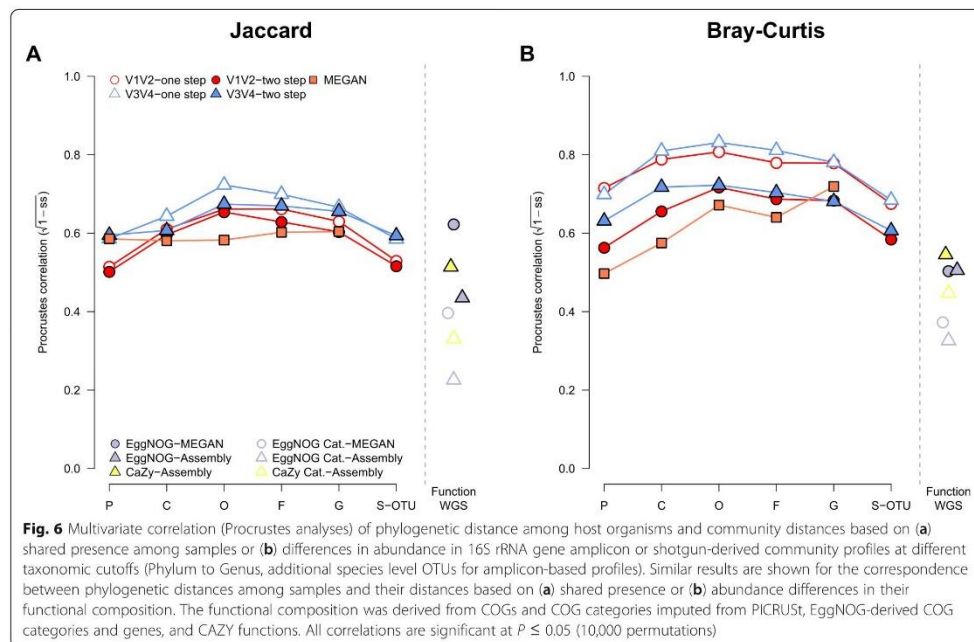 Jaccard
Bray-Curtis
A
B
V1V2−one step V1V2−two step MEGAN
V3V4−one step V3V4−two step
Procrustes correlation (√1 − ss)
1.0
0.8
0.6
0.4
0.2
0.0
EggNOG−MEGAN EggNOG Cat.−MEGAN
EggNOG−Assembly EggNOG Cat.−Assembly
CaZy−Assembly CaZy Cat.−Assembly
P C O F G S−OTU
Function
WGS
Procrustes correlation (√1 − ss)
1.0
0.8
0.6
0.4
0.2
0.0
P C O F G S−OTU
Function
WGS
Fig. 6 Multivariate correlation (Procrustes analyses) of phylogenetic distance among host organisms and community distances based on (a)
shared presence among samples or (b) differences in abundance in 16S rRNA gene amplicon or shotgun-derived community profiles at different
taxonomic cutoffs (Phylum to Genus, additional species level OTUs for amplicon-based profiles). Similar results are shown for the correspondence
between phylogenetic distances among samples and their distances based on (a) shared presence or (b) abundance differences in their
functional composition. The functional composition was derived from COGs and COG categories imputed from PICRUSt, EggNOG-derived COG
categories and genes, and CAZY functions. All correlations are significant at P ≤ 0.05 (10,000 permutations)